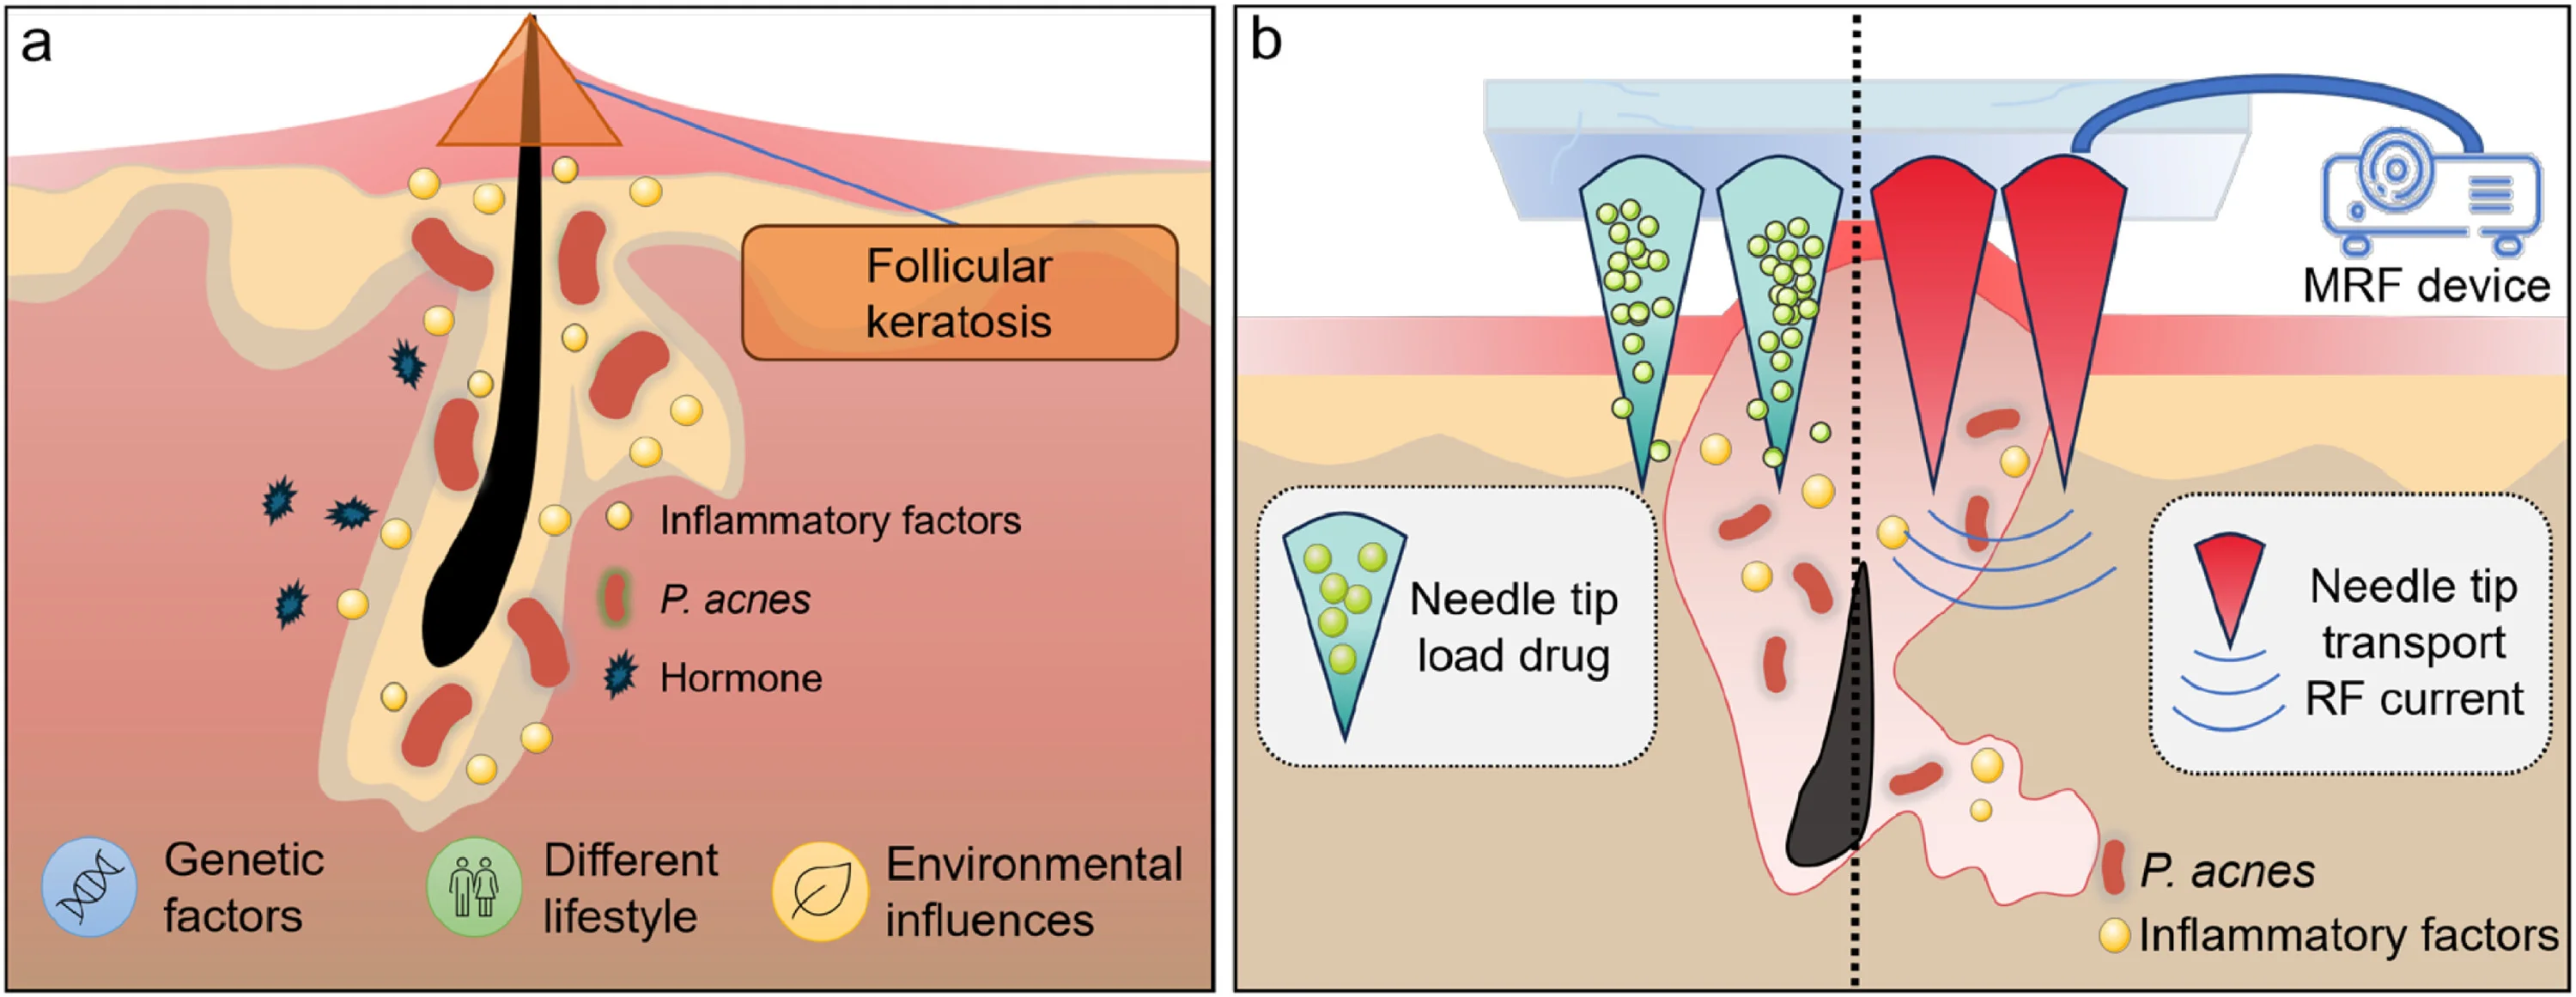 a
Follicular
keratosis
Inflammatory factors
P. acnes
Hormone
Genetic
factors
Different
lifestyle
Environmental
influences
b
MRF device
Needle tip
load drug
Needle tip
transport
RF current
P. acnes
Inflammatory factors